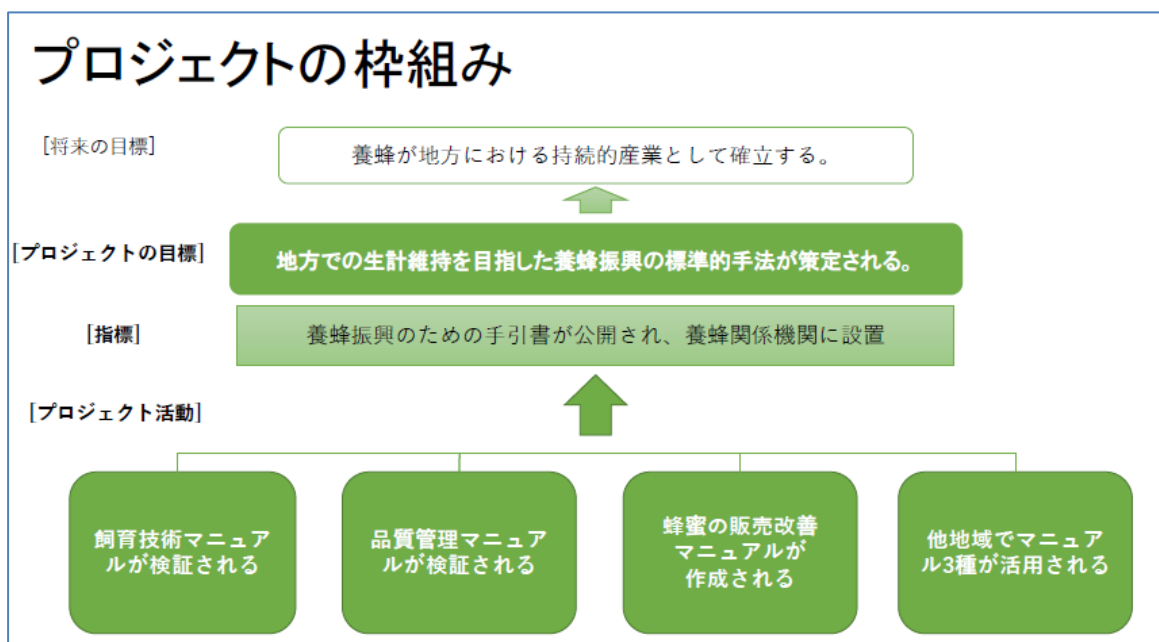 プロジェクトの枠組み
[将来の目標]
養蜂が地方における持続的産業として確立する。
[プロジェクトの目標]
地方での生計維持を目指した養蜂振興の標準的手法が策定される。
[指標]
養蜂振興のための手引書が公開され、養蜂関係機関に設置
[プロジェクト活動]
飼育技術マニュア
ルが検証される
品質管理マニュア
ルが検証される
蜂蜜の販売改善
マニュアルが
作成される
他地域でマニュア
ル3種が活用される